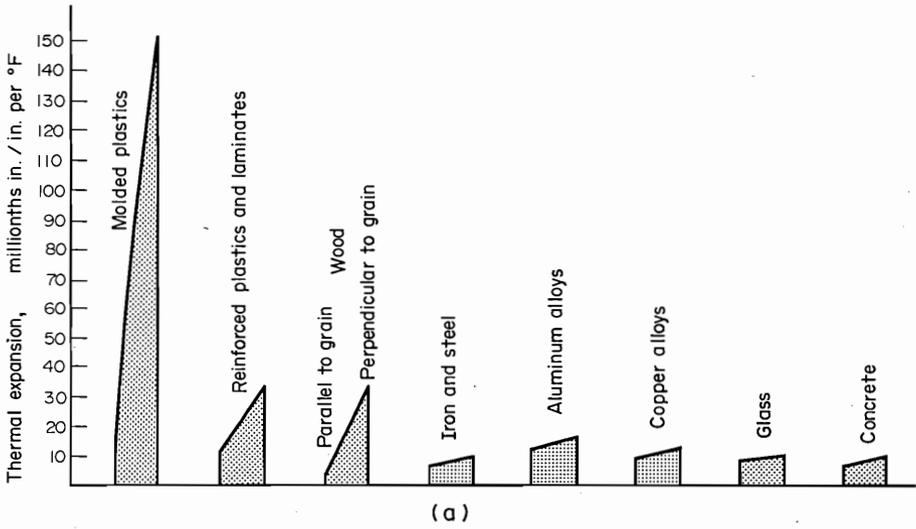 Thermal expansion, millionths in. / in. per °F
150
140
130
120
110
100
90
80
70
60
50
40
30
20
10
Molded plastics
Reinforced plastics and laminates
Parallel to grain
Wood
Perpendicular to grain
Iron and steel
Aluminum alloys
Copper alloys
Glass
Concrete
(a)